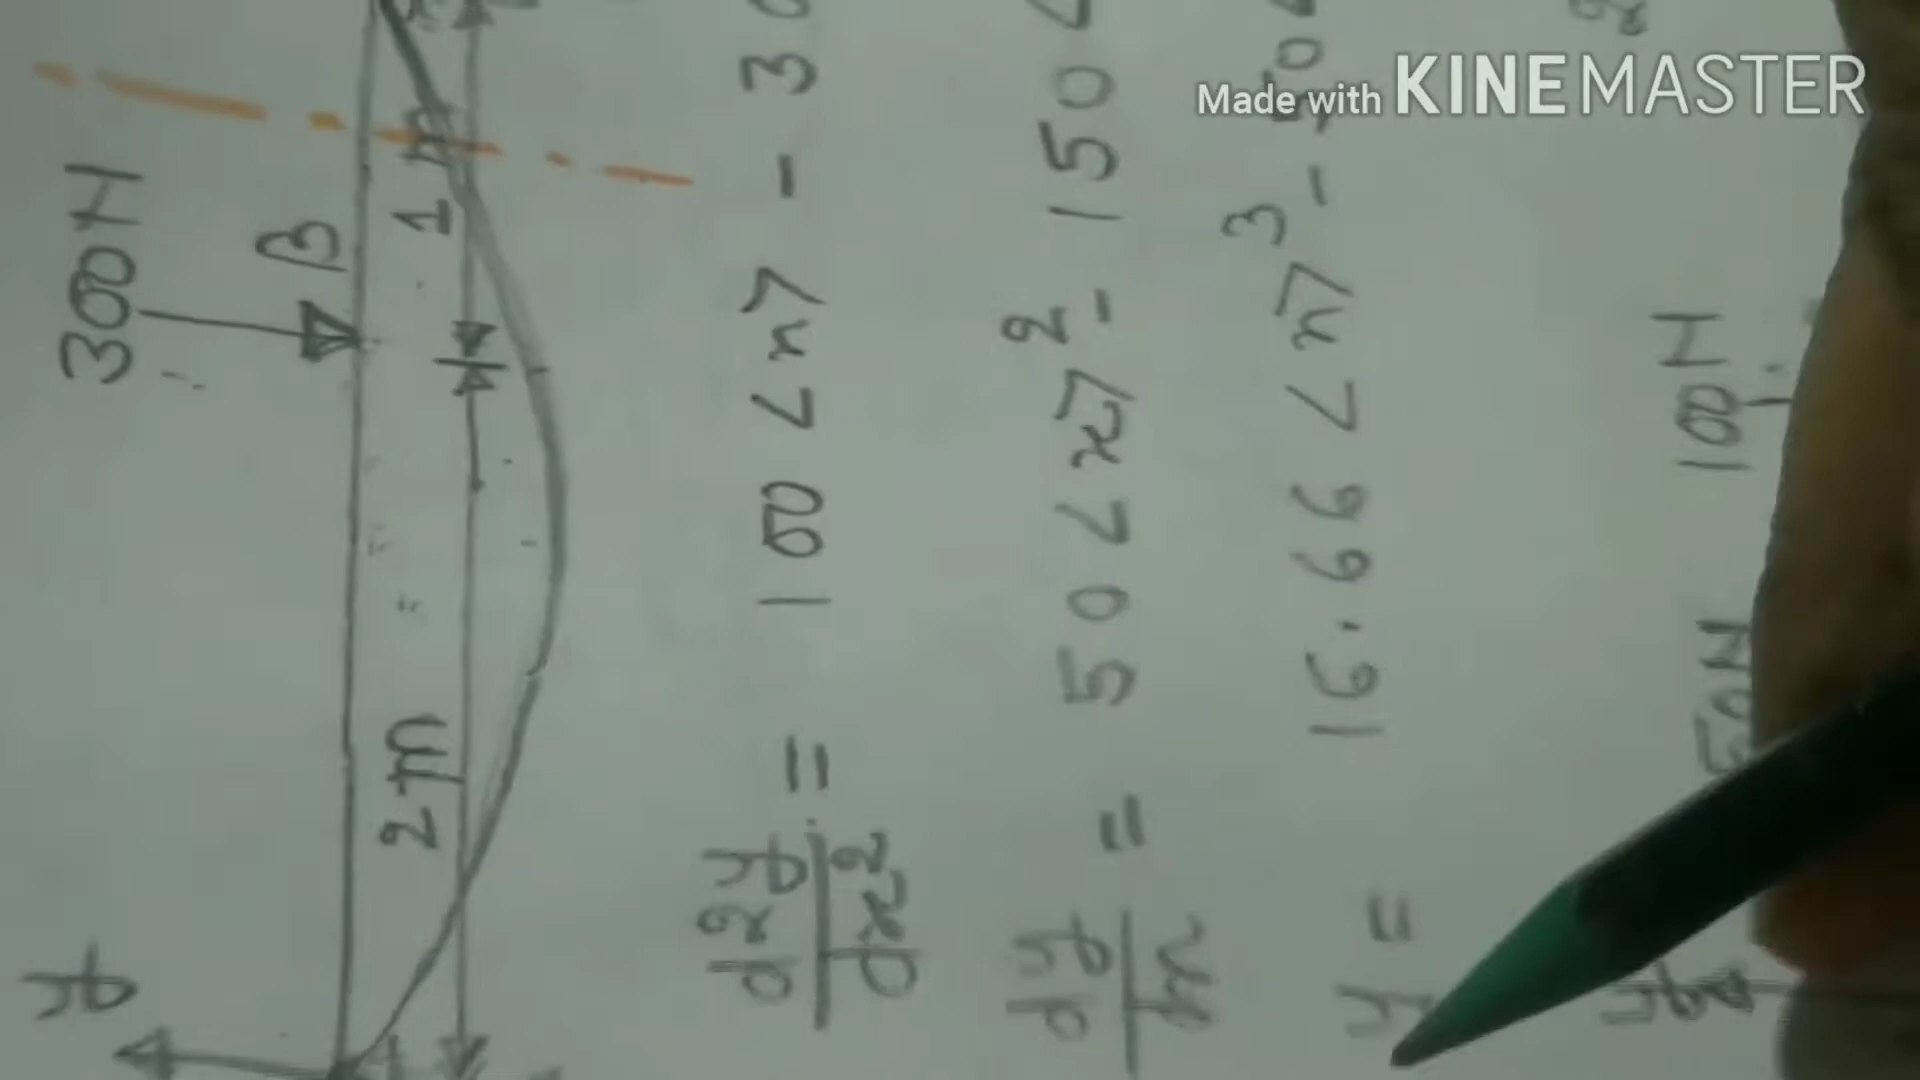 Made with KINEMASTER
y
300N
B
2m
1m
d²y/dx² = 100<x> - 30
dy/dx = 50<x>² - 150<
y = 16.66<x>³ - 50<
50N
100N